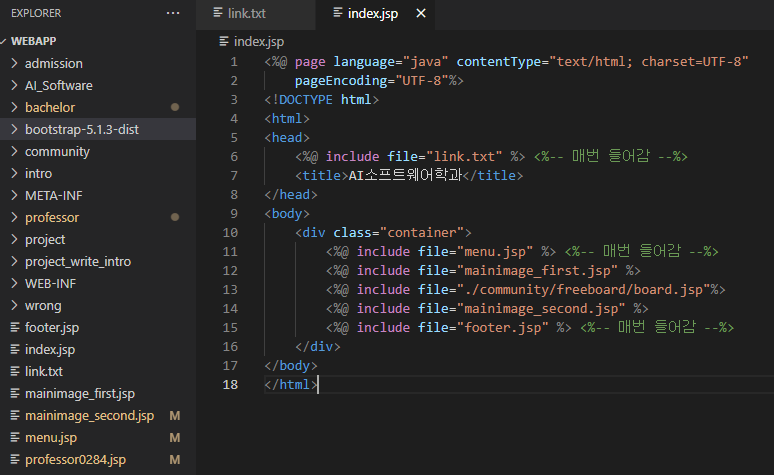 EXPLORER
WEBAPP
admission
AI_Software
bachelor
bootstrap-5.1.3-dist
community
intro
META-INF
professor
project
project_write_intro
WEB-INF
wrong
footer.jsp
index.jsp
link.txt
mainimage_first.jsp
mainimage_second.jsp M
menu.jsp M
professor0284.jsp M
link.txt
index.jsp
index.jsp
1 <%@ page language="java" contentType="text/html; charset=UTF-8"
2 pageEncoding="UTF-8"%>
3 <!DOCTYPE html>
4 <html>
5 <head>
6 <%@ include file="link.txt" %> <%-- 매번 들어감 --%>
7 <title>AI소프트웨어학과</title>
8 </head>
9 <body>
10 <div class="container">
11 <%@ include file="menu.jsp" %> <%-- 매번 들어감 --%>
12 <%@ include file="mainimage_first.jsp" %>
13 <%@ include file="./community/freeboard/board.jsp"%>
14 <%@ include file="mainimage_second.jsp" %>
15 <%@ include file="footer.jsp" %> <%-- 매번 들어감 --%>
16 </div>
17 </body>
18 </html>